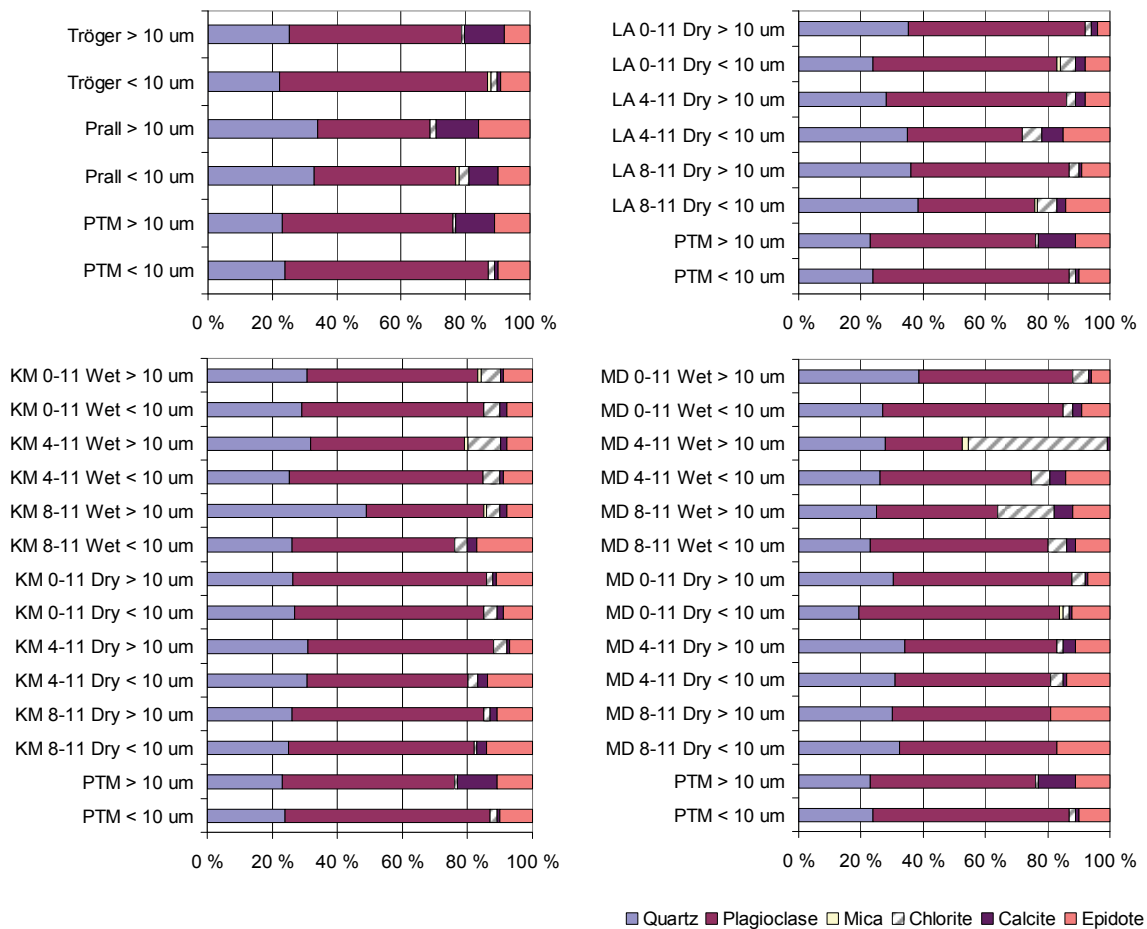 Tröger > 10 um
Tröger < 10 um
Prall > 10 um
Prall < 10 um
PTM > 10 um
PTM < 10 um
0 % 20 % 40 % 60 % 80 % 100 %
LA 0-11 Dry > 10 um
LA 0-11 Dry < 10 um
LA 4-11 Dry > 10 um
LA 4-11 Dry < 10 um
LA 8-11 Dry > 10 um
LA 8-11 Dry < 10 um
PTM > 10 um
PTM < 10 um
0 % 20 % 40 % 60 % 80 % 100 %
KM 0-11 Wet > 10 um
KM 0-11 Wet < 10 um
KM 4-11 Wet > 10 um
KM 4-11 Wet < 10 um
KM 8-11 Wet > 10 um
KM 8-11 Wet < 10 um
KM 0-11 Dry > 10 um
KM 0-11 Dry < 10 um
KM 4-11 Dry > 10 um
KM 4-11 Dry < 10 um
KM 8-11 Dry > 10 um
KM 8-11 Dry < 10 um
PTM > 10 um
PTM < 10 um
0 % 20 % 40 % 60 % 80 % 100 %
MD 0-11 Wet > 10 um
MD 0-11 Wet < 10 um
MD 4-11 Wet > 10 um
MD 4-11 Wet < 10 um
MD 8-11 Wet > 10 um
MD 8-11 Wet < 10 um
MD 0-11 Dry > 10 um
MD 0-11 Dry < 10 um
MD 4-11 Dry > 10 um
MD 4-11 Dry < 10 um
MD 8-11 Dry > 10 um
MD 8-11 Dry < 10 um
PTM > 10 um
PTM < 10 um
0 % 20 % 40 % 60 % 80 % 100 %
Quartz Plagioclase Mica Chlorite Calcite Epidote